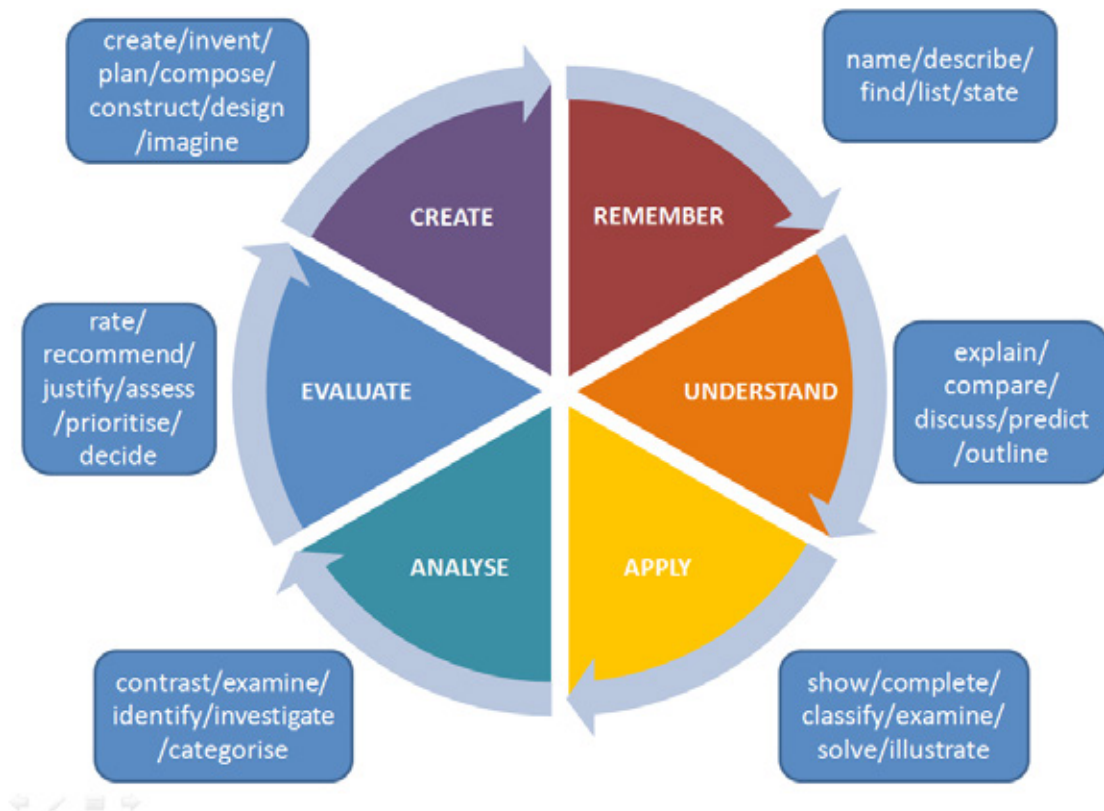 create/invent/
plan/compose/
construct/design
/imagine
name/describe/
find/list/state
CREATE
REMEMBER
rate/
recommend/
justify/assess
/prioritise/
decide
EVALUATE
UNDERSTAND
explain/
compare/
discuss/predict
/outline
ANALYSE
APPLY
contrast/examine/
identify/investigate
/categorise
show/complete/
classify/examine/
solve/illustrate